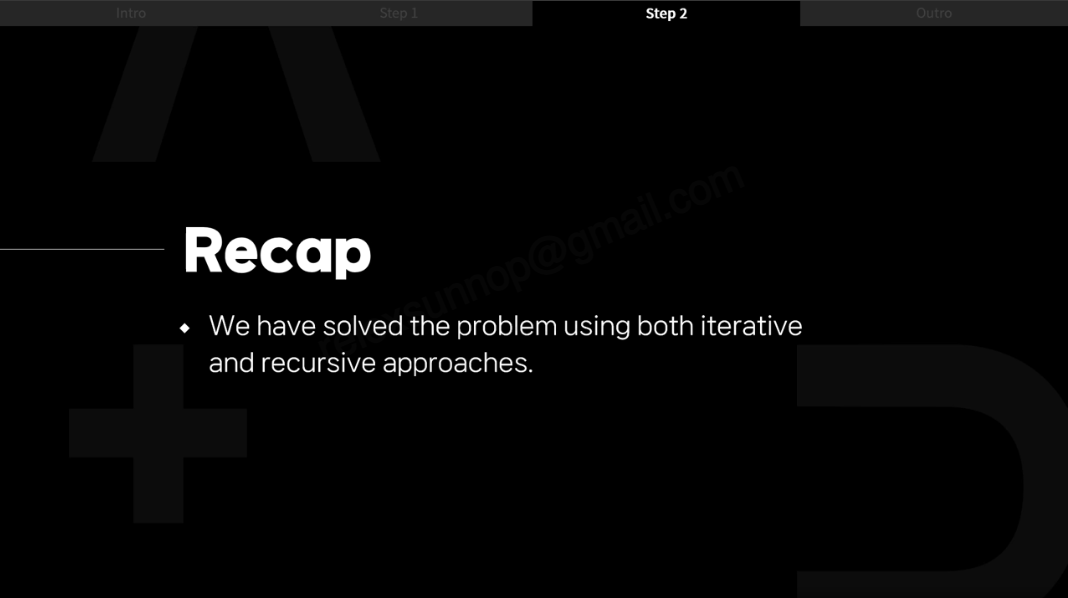 Intro
Step 1
Step 2
Outro
Recap
We have solved the problem using both iterative
and recursive approaches.